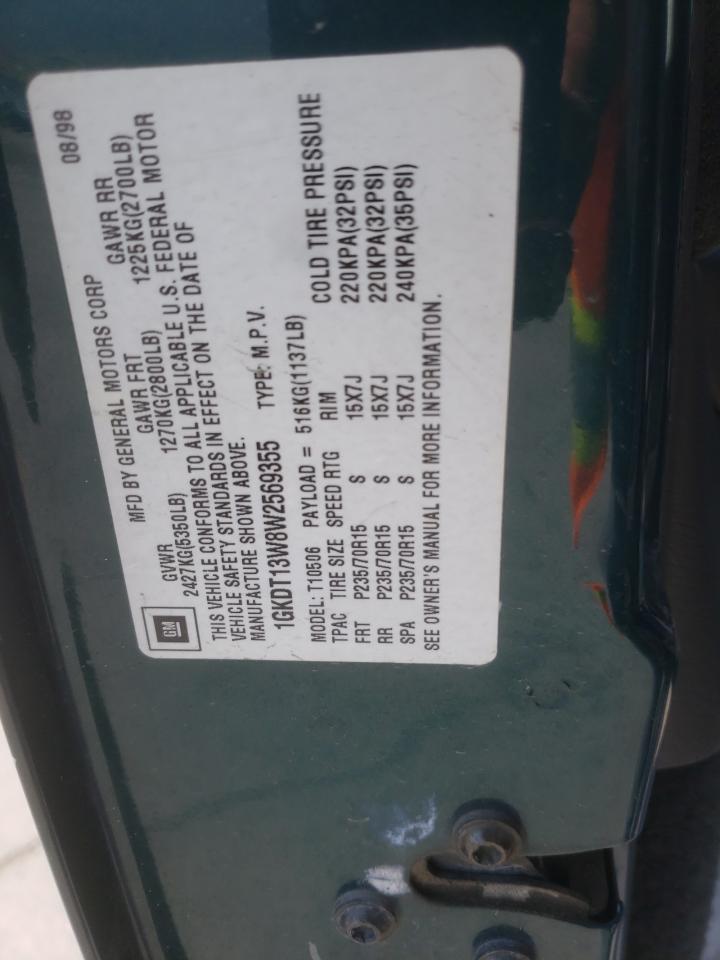 GM
MFD BY GENERAL MOTORS CORP 08/98
GVWR GAWR FRT GAWR RR
2427KG(5350LB) 1270KG(2800LB) 1225KG(2700LB)
THIS VEHICLE CONFORMS TO ALL APPLICABLE U.S. FEDERAL MOTOR
VEHICLE SAFETY STANDARDS IN EFFECT ON THE DATE OF
MANUFACTURE SHOWN ABOVE.
1GKDT13W8W2569355 TYPE: M.P.V.
MODEL: T10506 PAYLOAD = 516KG(1137LB)
TPAC TIRE SIZE SPEED RTG RIM COLD TIRE PRESSURE
FRT P235/70R15 S 15X7J 220KPA(32PSI)
RR P235/70R15 S 15X7J 220KPA(32PSI)
SPA P235/70R15 S 15X7J 240KPA(35PSI)
SEE OWNER'S MANUAL FOR MORE INFORMATION.